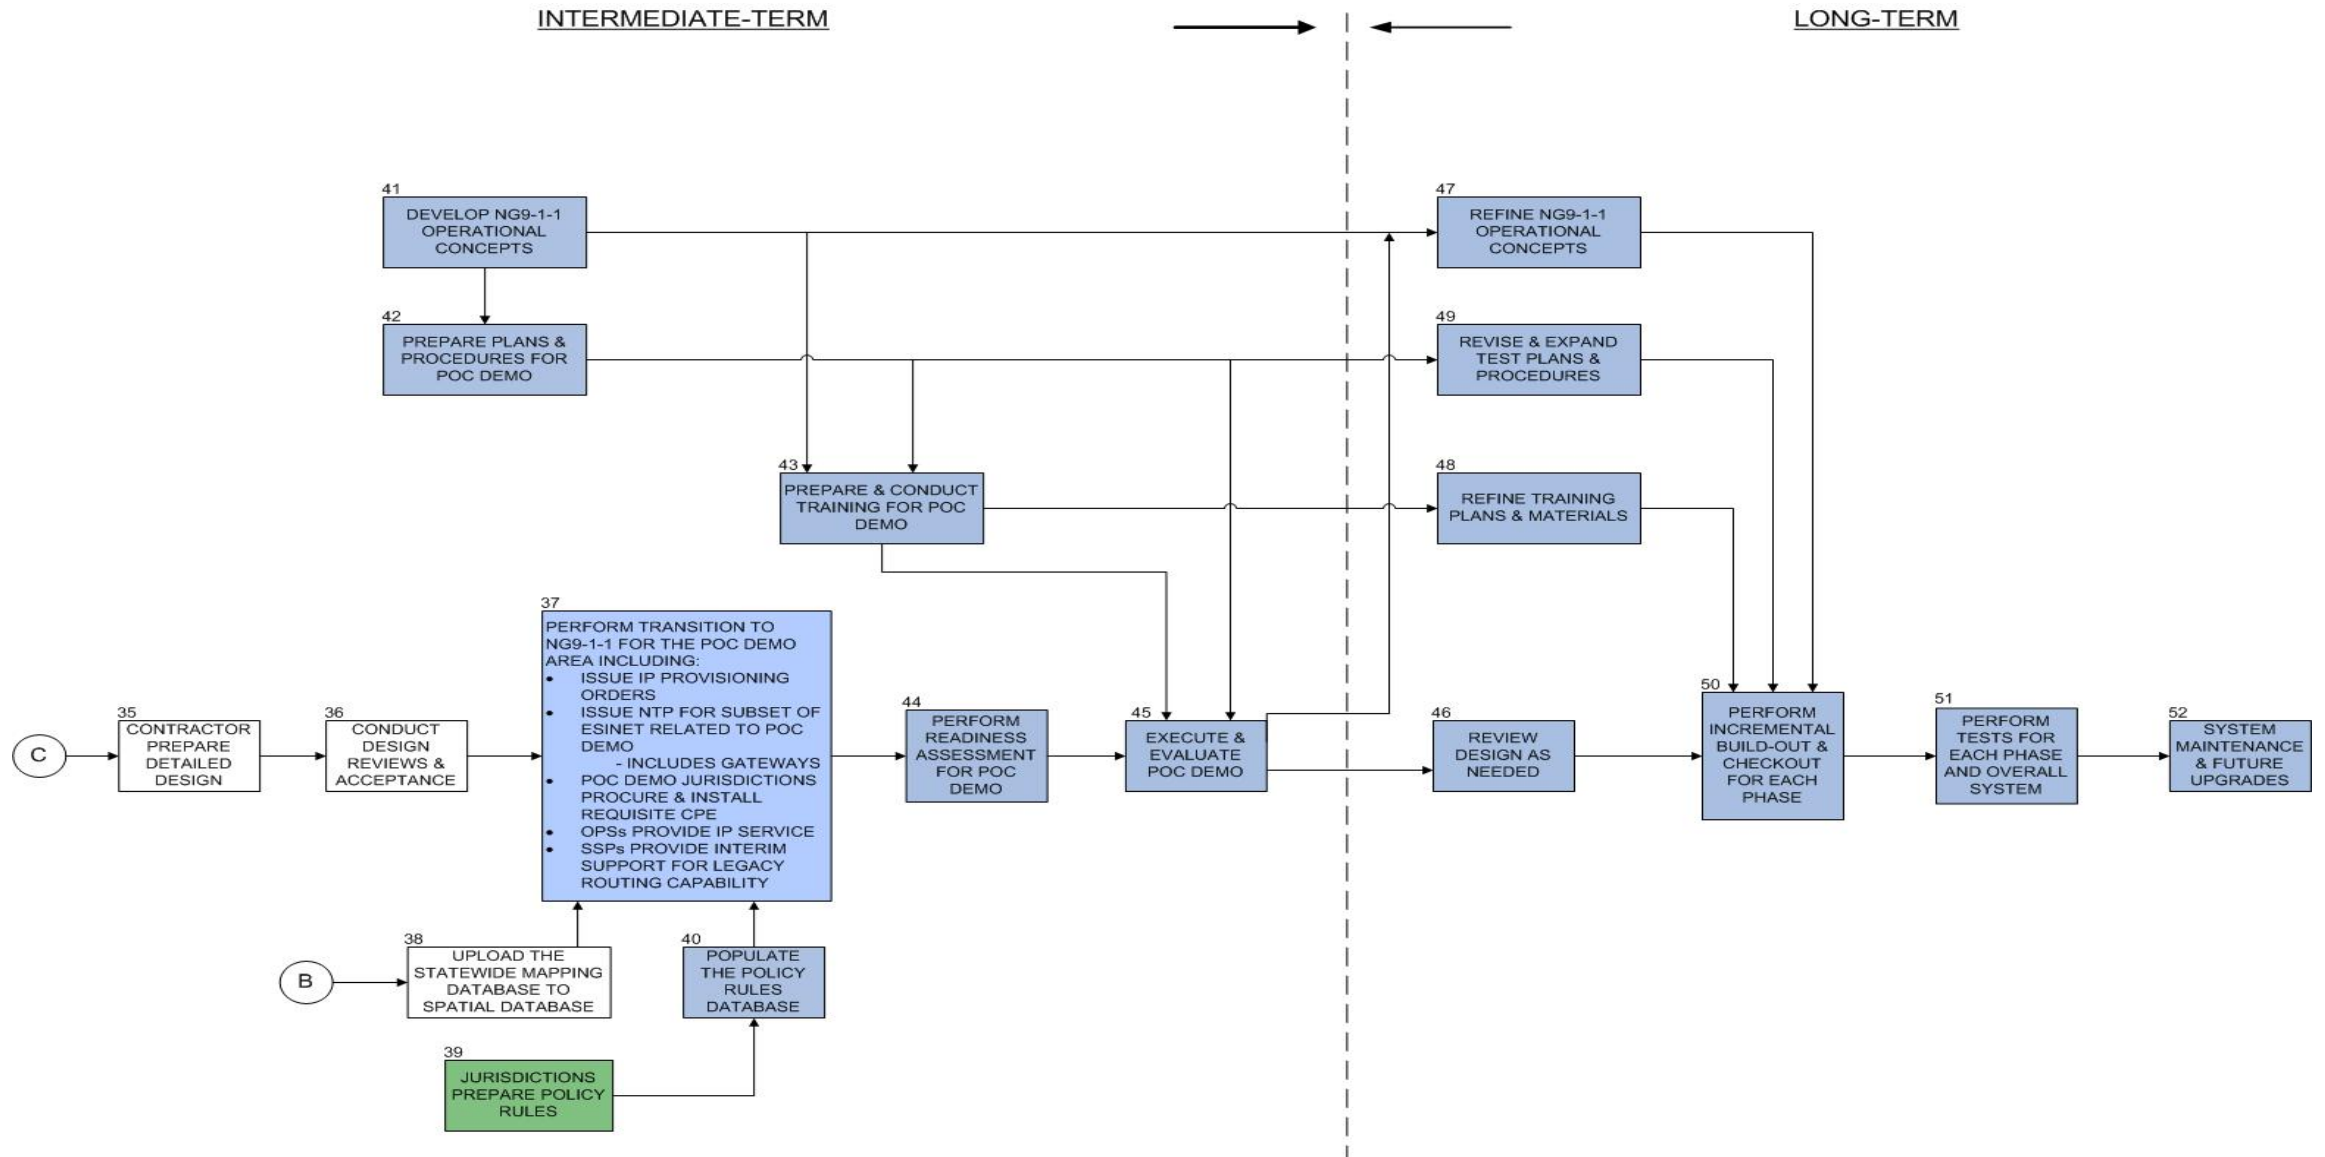 INTERMEDIATE-TERM
LONG-TERM
41
DEVELOP NG9-1-1
OPERATIONAL
CONCEPTS
47
REFINE NG9-1-1
OPERATIONAL
CONCEPTS
42
PREPARE PLANS &
PROCEDURES FOR
POC DEMO
49
REVISE & EXPAND
TEST PLANS &
PROCEDURES
43
PREPARE & CONDUCT
TRAINING FOR POC
DEMO
48
REFINE TRAINING
PLANS & MATERIALS
C
35
CONTRACTOR
PREPARE
DETAILED
DESIGN
36
CONDUCT
DESIGN
REVIEWS &
ACCEPTANCE
37
PERFORM TRANSITION TO
NG9-1-1 FOR THE POC DEMO
AREA INCLUDING:
• ISSUE IP PROVISIONING
ORDERS
• ISSUE NTP FOR SUBSET OF
ESINET RELATED TO POC
DEMO
- INCLUDES GATEWAYS
• POC DEMO JURISDICTIONS
PROCURE & INSTALL
REQUISITE CPE
• OPSs PROVIDE IP SERVICE
• SSPs PROVIDE INTERIM
SUPPORT FOR LEGACY
ROUTING CAPABILITY
44
PERFORM
READINESS
ASSESSMENT
FOR POC
DEMO
45
EXECUTE &
EVALUATE
POC DEMO
46
REVIEW
DESIGN AS
NEEDED
50
PERFORM
INCREMENTAL
BUILD-OUT &
CHECKOUT
FOR EACH
PHASE
51
PERFORM
TESTS FOR
EACH PHASE
AND OVERALL
SYSTEM
52
SYSTEM
MAINTENANCE
& FUTURE
UPGRADES
B
38
UPLOAD THE
STATEWIDE MAPPING
DATABASE TO
SPATIAL DATABASE
40
POPULATE
THE POLICY
RULES
DATABASE
39
JURISDICTIONS
PREPARE POLICY
RULES